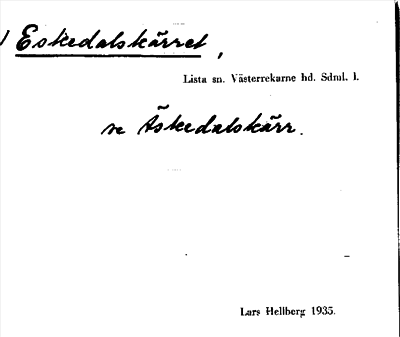 Eskedalskärret,
Lista sn. Västerrekarne hd. Sdml. l.
se Äskedalskärr.
Lars Hellberg 1935.